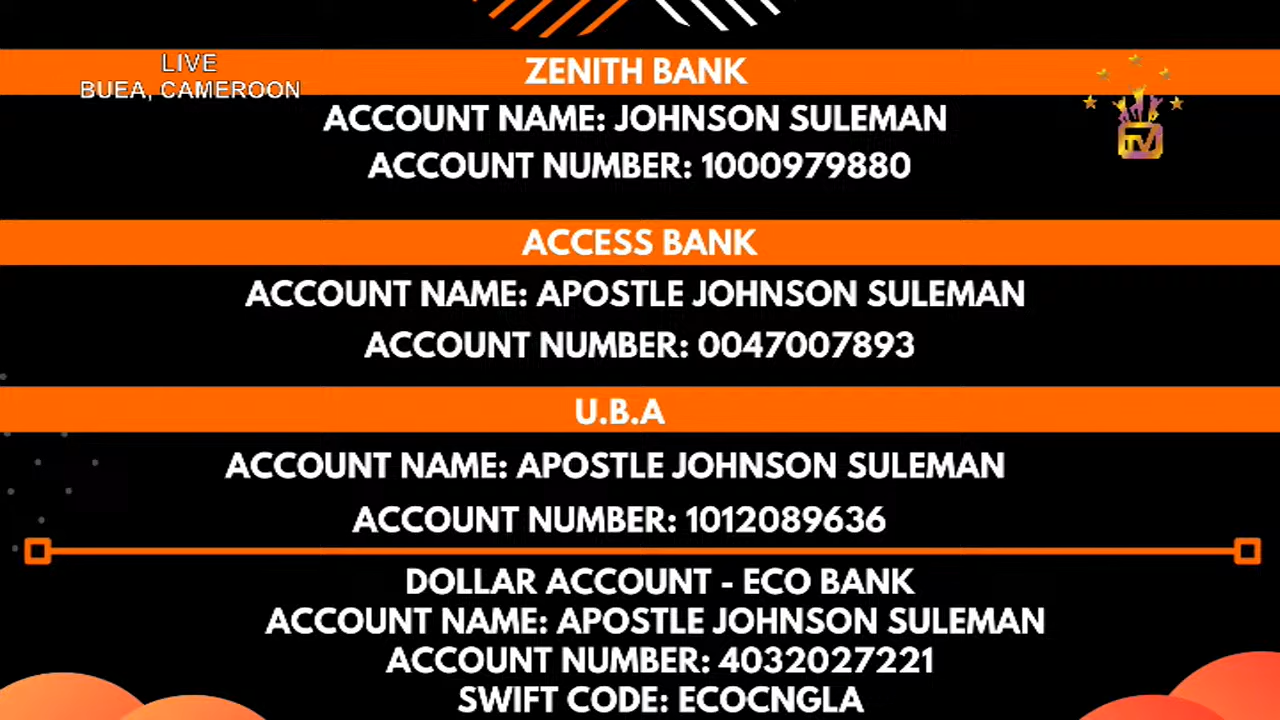 LIVE
BUEA, CAMEROON
ZENITH BANK
ACCOUNT NAME: JOHNSON SULEMAN
ACCOUNT NUMBER: 1000979880
TV
ACCESS BANK
ACCOUNT NAME: APOSTLE JOHNSON SULEMAN
ACCOUNT NUMBER: 0047007893
U.B.A
ACCOUNT NAME: APOSTLE JOHNSON SULEMAN
ACCOUNT NUMBER: 1012089636
DOLLAR ACCOUNT - ECO BANK
ACCOUNT NAME: APOSTLE JOHNSON SULEMAN
ACCOUNT NUMBER: 4032027221
SWIFT CODE: ECOCNGLA